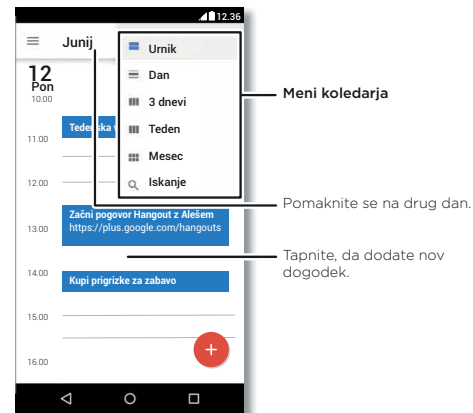 12.36
Junij
Urnik
Dan
3 dnevi
Teden
Mesec
Iskanje
12
Pon
10.00
11.00
12.00
13.00
14.00
15.00
16.00
Tedenska
Začni pogovor Hangout z Alešem
https://plus.google.com/hangouts
Kupi prigrizke za zabavo
+
Meni koledarja
Pomaknite se na drug dan.
Tapnite, da dodate nov
dogodek.